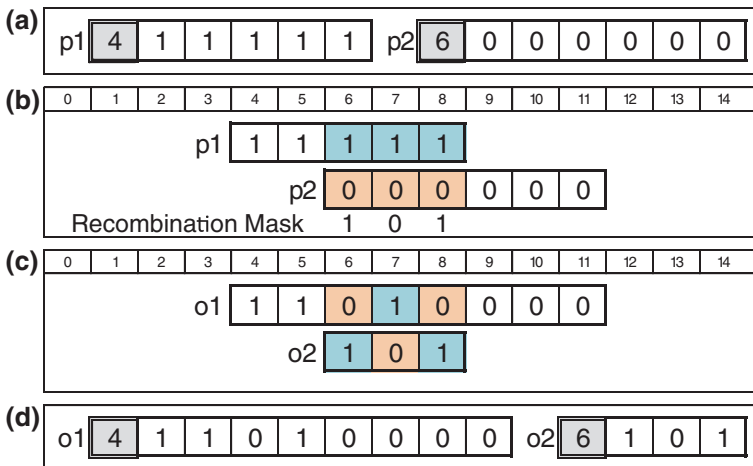 (a) p1 4 1 1 1 1 1 p2 6 0 0 0 0 0 0
(b) 0 1 2 3 4 5 6 7 8 9 10 11 12 13 14
p1 1 1 1 1 1
p2 0 0 0 0 0 0
Recombination Mask 1 0 1
(c) 0 1 2 3 4 5 6 7 8 9 10 11 12 13 14
o1 1 1 0 1 0 0 0 0
o2 1 0 1
(d) o1 4 1 1 0 1 0 0 0 0 o2 6 1 0 1